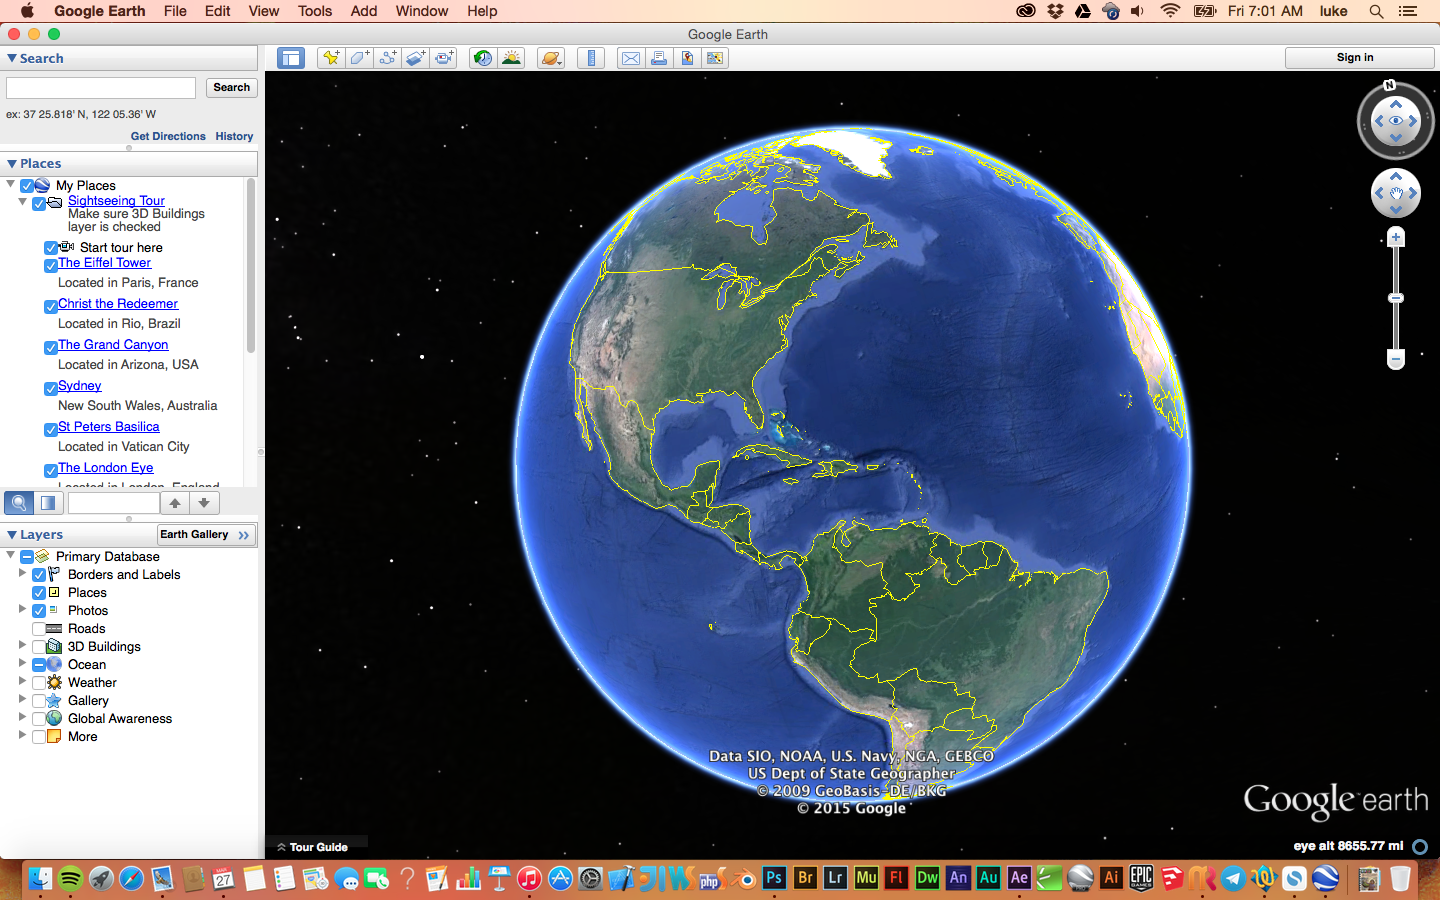 Google Earth File Edit View Tools Add Window Help Fri 7:01 AM luke
Google Earth
Search
Search
ex: 37 25.818' N, 122 05.36' W
Get Directions History
Places
My Places
Sightseeing Tour
Make sure 3D Buildings
layer is checked
Start tour here
The Eiffel Tower
Located in Paris, France
Christ the Redeemer
Located in Rio, Brazil
The Grand Canyon
Located in Arizona, USA
Sydney
New South Wales, Australia
St Peters Basilica
Located in Vatican City
The London Eye
Located in London, England
Layers Earth Gallery
Primary Database
Borders and Labels
Places
Photos
Roads
3D Buildings
Ocean
Weather
Gallery
Global Awareness
More
Sign in
N
Data SIO, NOAA, U.S. Navy, NGA, GEBCO
US Dept of State Geographer
© 2009 GeoBasis-DE/BKG
© 2015 Google
Google earth
Tour Guide
eye alt 8655.77 mi
27 php Ps Br Lr Mu Fl Dw An Au Ae Ai EPIC